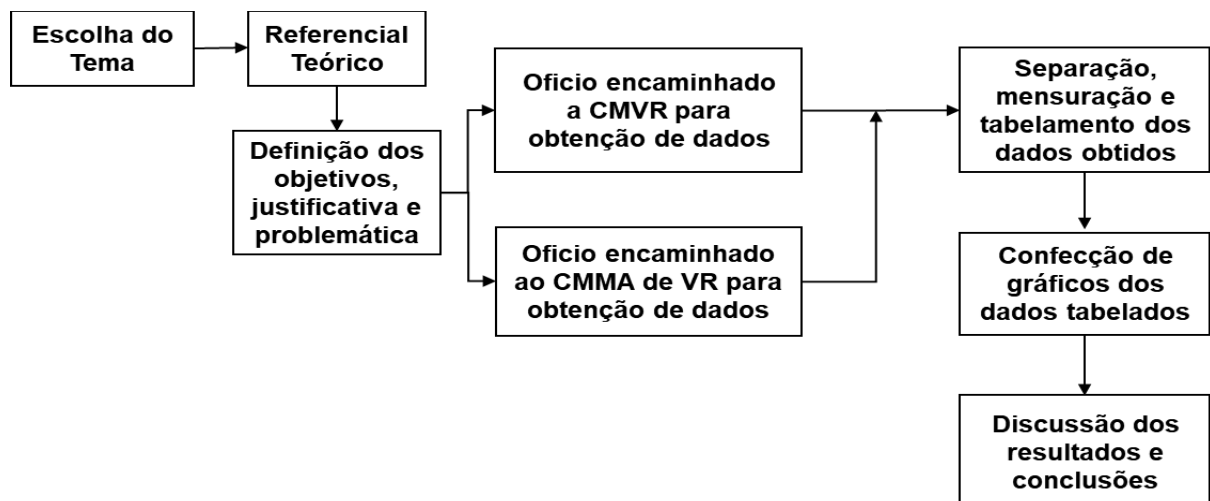 Escolha do
Tema
Referencial
Teórico
Definição dos
objetivos,
justificativa e
problemática
Oficio encaminhado
a CMVR para
obtenção de dados
Oficio encaminhado
ao CMMA de VR para
obtenção de dados
Separação,
mensuração e
tabelamento dos
dados obtidos
Confecção de
gráficos dos
dados tabelados
Discussão dos
resultados e
conclusões